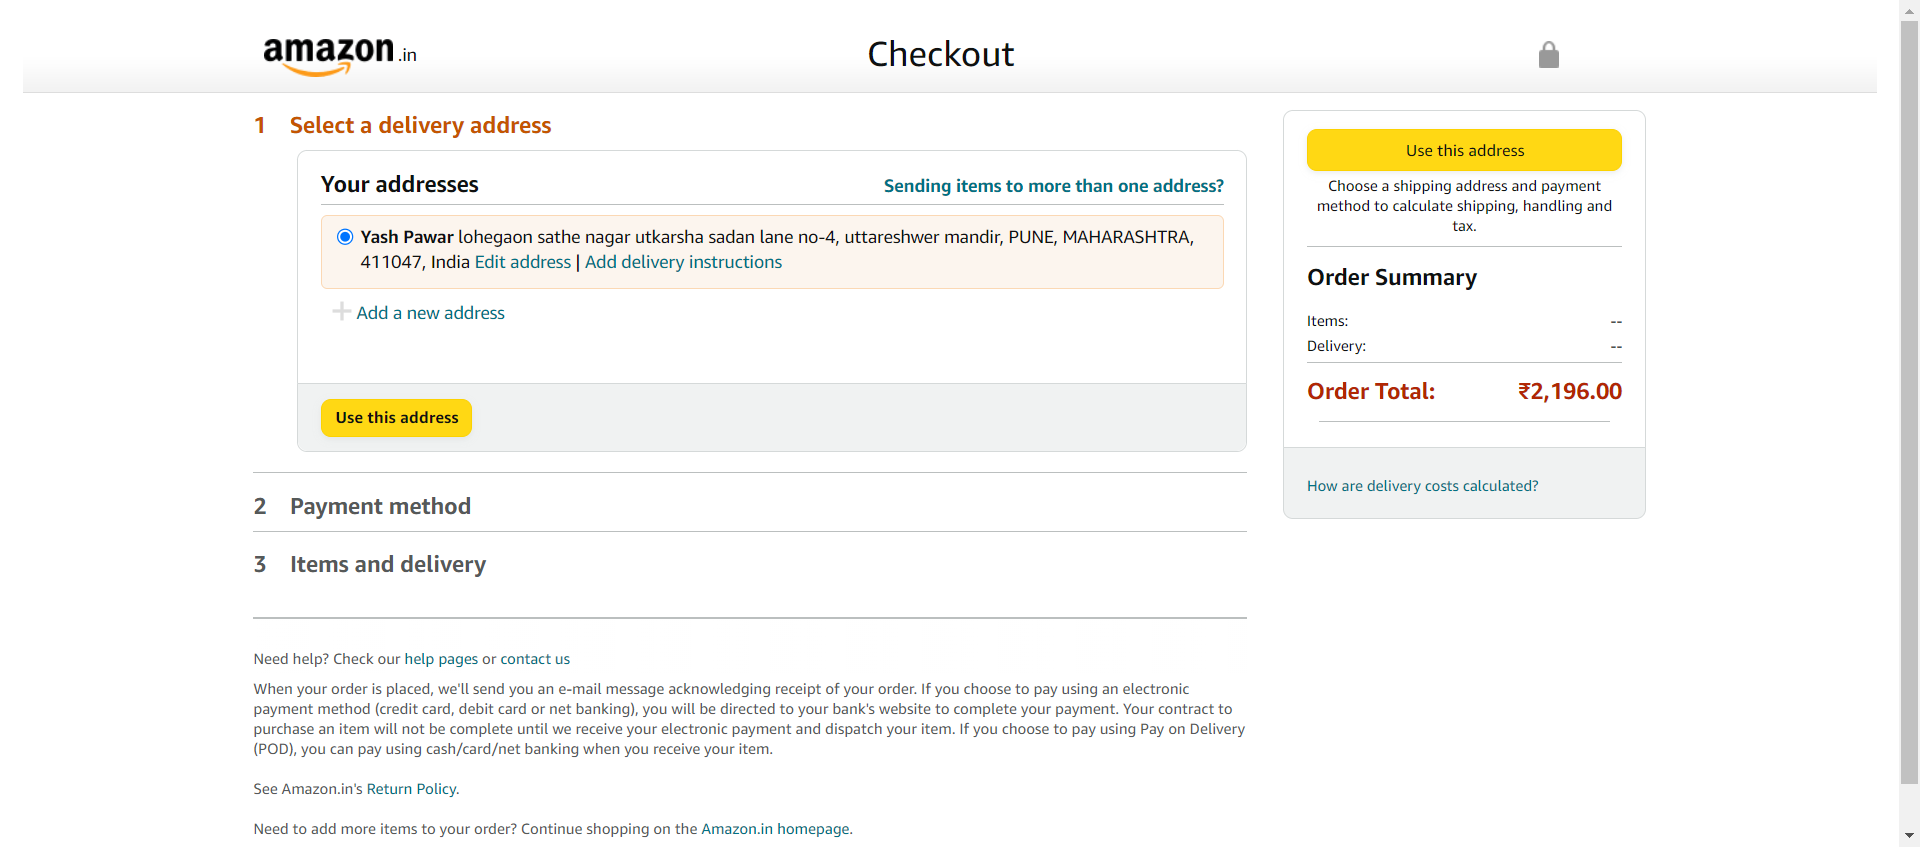 amazon.in
Checkout
1 Select a delivery address
Your addresses
Sending items to more than one address?
Yash Pawar lohegaon sathe nagar utkarsha sadan lane no-4, uttareshwer mandir, PUNE, MAHARASHTRA,
411047, India Edit address | Add delivery instructions
Add a new address
Use this address
2 Payment method
3 Items and delivery
Need help? Check our help pages or contact us
When your order is placed, we'll send you an e-mail message acknowledging receipt of your order. If you choose to pay using an electronic
payment method (credit card, debit card or net banking), you will be directed to your bank's website to complete your payment. Your contract to
purchase an item will not be complete until we receive your electronic payment and dispatch your item. If you choose to pay using Pay on Delivery
(POD), you can pay using cash/card/net banking when you receive your item.
See Amazon.in's Return Policy.
Need to add more items to your order? Continue shopping on the Amazon.in homepage.
Use this address
Choose a shipping address and payment
method to calculate shipping, handling and
tax.
Order Summary
Items: --
Delivery: --
Order Total: ₹2,196.00
How are delivery costs calculated?